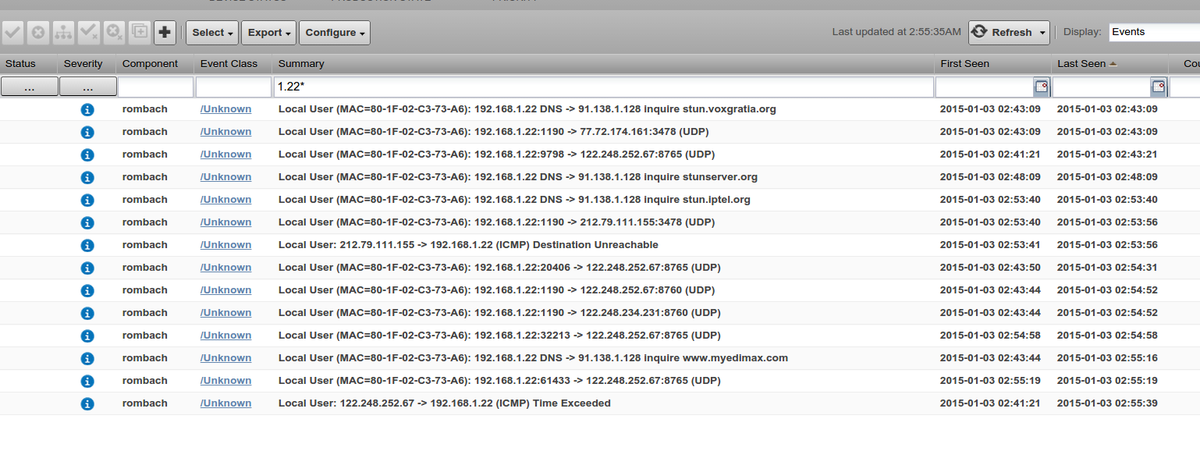 Select Export Configure Last updated at 2:55:35AM Refresh Display: Events
Status Severity Component Event Class Summary First Seen Last Seen Cou
... ... 1.22*
rombach /Unknown Local User (MAC=80-1F-02-C3-73-A6): 192.168.1.22 DNS -> 91.138.1.128 inquire stun.voxgratia.org 2015-01-03 02:43:09 2015-01-03 02:43:09
rombach /Unknown Local User (MAC=80-1F-02-C3-73-A6): 192.168.1.22:1190 -> 77.72.174.161:3478 (UDP) 2015-01-03 02:43:09 2015-01-03 02:43:09
rombach /Unknown Local User (MAC=80-1F-02-C3-73-A6): 192.168.1.22:9798 -> 122.248.252.67:8765 (UDP) 2015-01-03 02:41:21 2015-01-03 02:43:21
rombach /Unknown Local User (MAC=80-1F-02-C3-73-A6): 192.168.1.22 DNS -> 91.138.1.128 inquire stunserver.org 2015-01-03 02:48:09 2015-01-03 02:48:09
rombach /Unknown Local User (MAC=80-1F-02-C3-73-A6): 192.168.1.22 DNS -> 91.138.1.128 inquire stun.iptel.org 2015-01-03 02:53:40 2015-01-03 02:53:40
rombach /Unknown Local User (MAC=80-1F-02-C3-73-A6): 192.168.1.22:1190 -> 212.79.111.155:3478 (UDP) 2015-01-03 02:53:40 2015-01-03 02:53:56
rombach /Unknown Local User: 212.79.111.155 -> 192.168.1.22 (ICMP) Destination Unreachable 2015-01-03 02:53:41 2015-01-03 02:53:56
rombach /Unknown Local User (MAC=80-1F-02-C3-73-A6): 192.168.1.22:20406 -> 122.248.252.67:8765 (UDP) 2015-01-03 02:43:50 2015-01-03 02:54:31
rombach /Unknown Local User (MAC=80-1F-02-C3-73-A6): 192.168.1.22:1190 -> 122.248.252.67:8760 (UDP) 2015-01-03 02:43:44 2015-01-03 02:54:52
rombach /Unknown Local User (MAC=80-1F-02-C3-73-A6): 192.168.1.22:1190 -> 122.248.234.231:8760 (UDP) 2015-01-03 02:43:44 2015-01-03 02:54:52
rombach /Unknown Local User (MAC=80-1F-02-C3-73-A6): 192.168.1.22:32213 -> 122.248.252.67:8765 (UDP) 2015-01-03 02:54:58 2015-01-03 02:54:58
rombach /Unknown Local User (MAC=80-1F-02-C3-73-A6): 192.168.1.22 DNS -> 91.138.1.128 inquire www.myedimax.com 2015-01-03 02:43:44 2015-01-03 02:55:16
rombach /Unknown Local User (MAC=80-1F-02-C3-73-A6): 192.168.1.22:61433 -> 122.248.252.67:8765 (UDP) 2015-01-03 02:55:19 2015-01-03 02:55:19
rombach /Unknown Local User: 122.248.252.67 -> 192.168.1.22 (ICMP) Time Exceeded 2015-01-03 02:41:21 2015-01-03 02:55:39